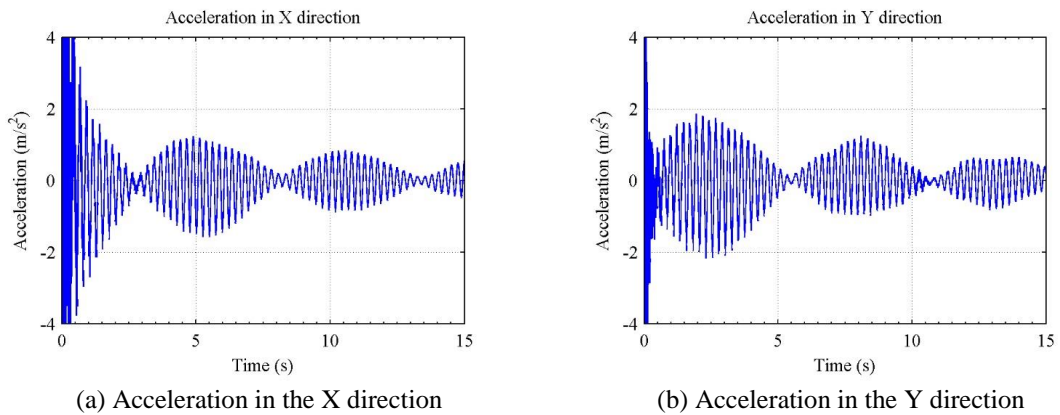 Acceleration in X direction
Acceleration (m/s²)
4
2
0
-2
-4
0
5
10
15
Time (s)
(a) Acceleration in the X direction
Acceleration in Y direction
Acceleration (m/s²)
4
2
0
-2
-4
0
5
10
15
Time (s)
(b) Acceleration in the Y direction